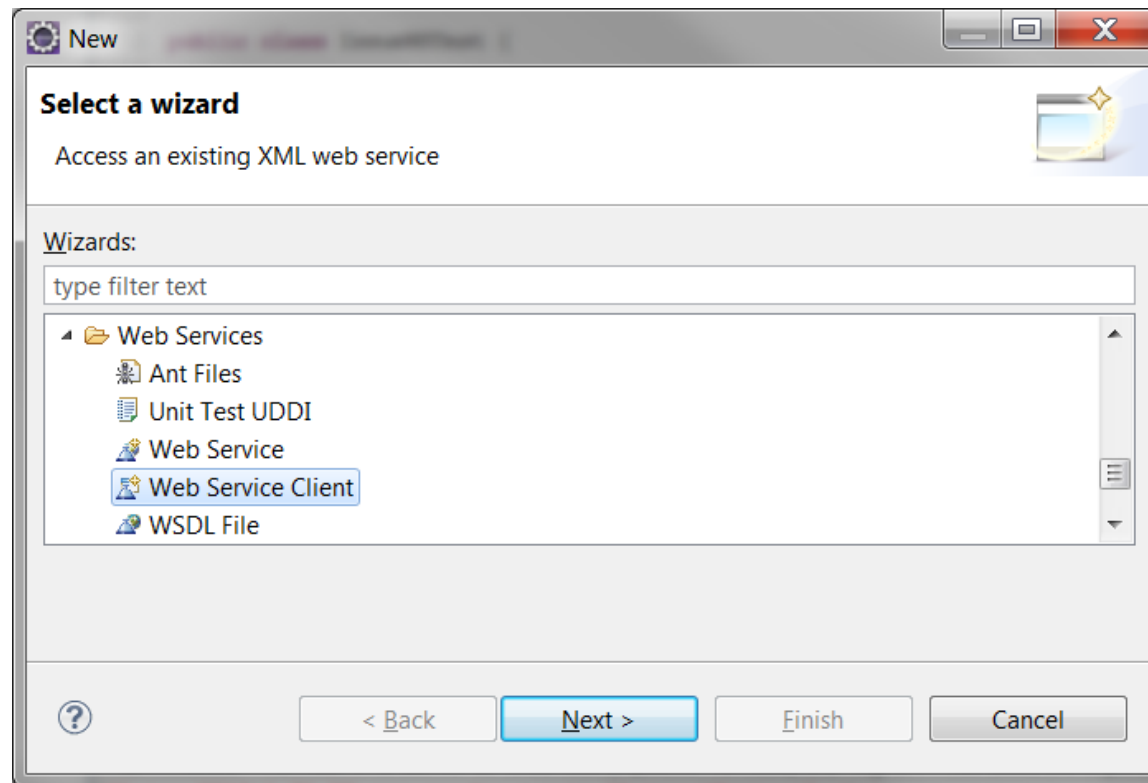 New
Select a wizard
Access an existing XML web service
Wizards:
type filter text
Web Services
Ant Files
Unit Test UDDI
Web Service
Web Service Client
WSDL File
< Back Next > Finish Cancel